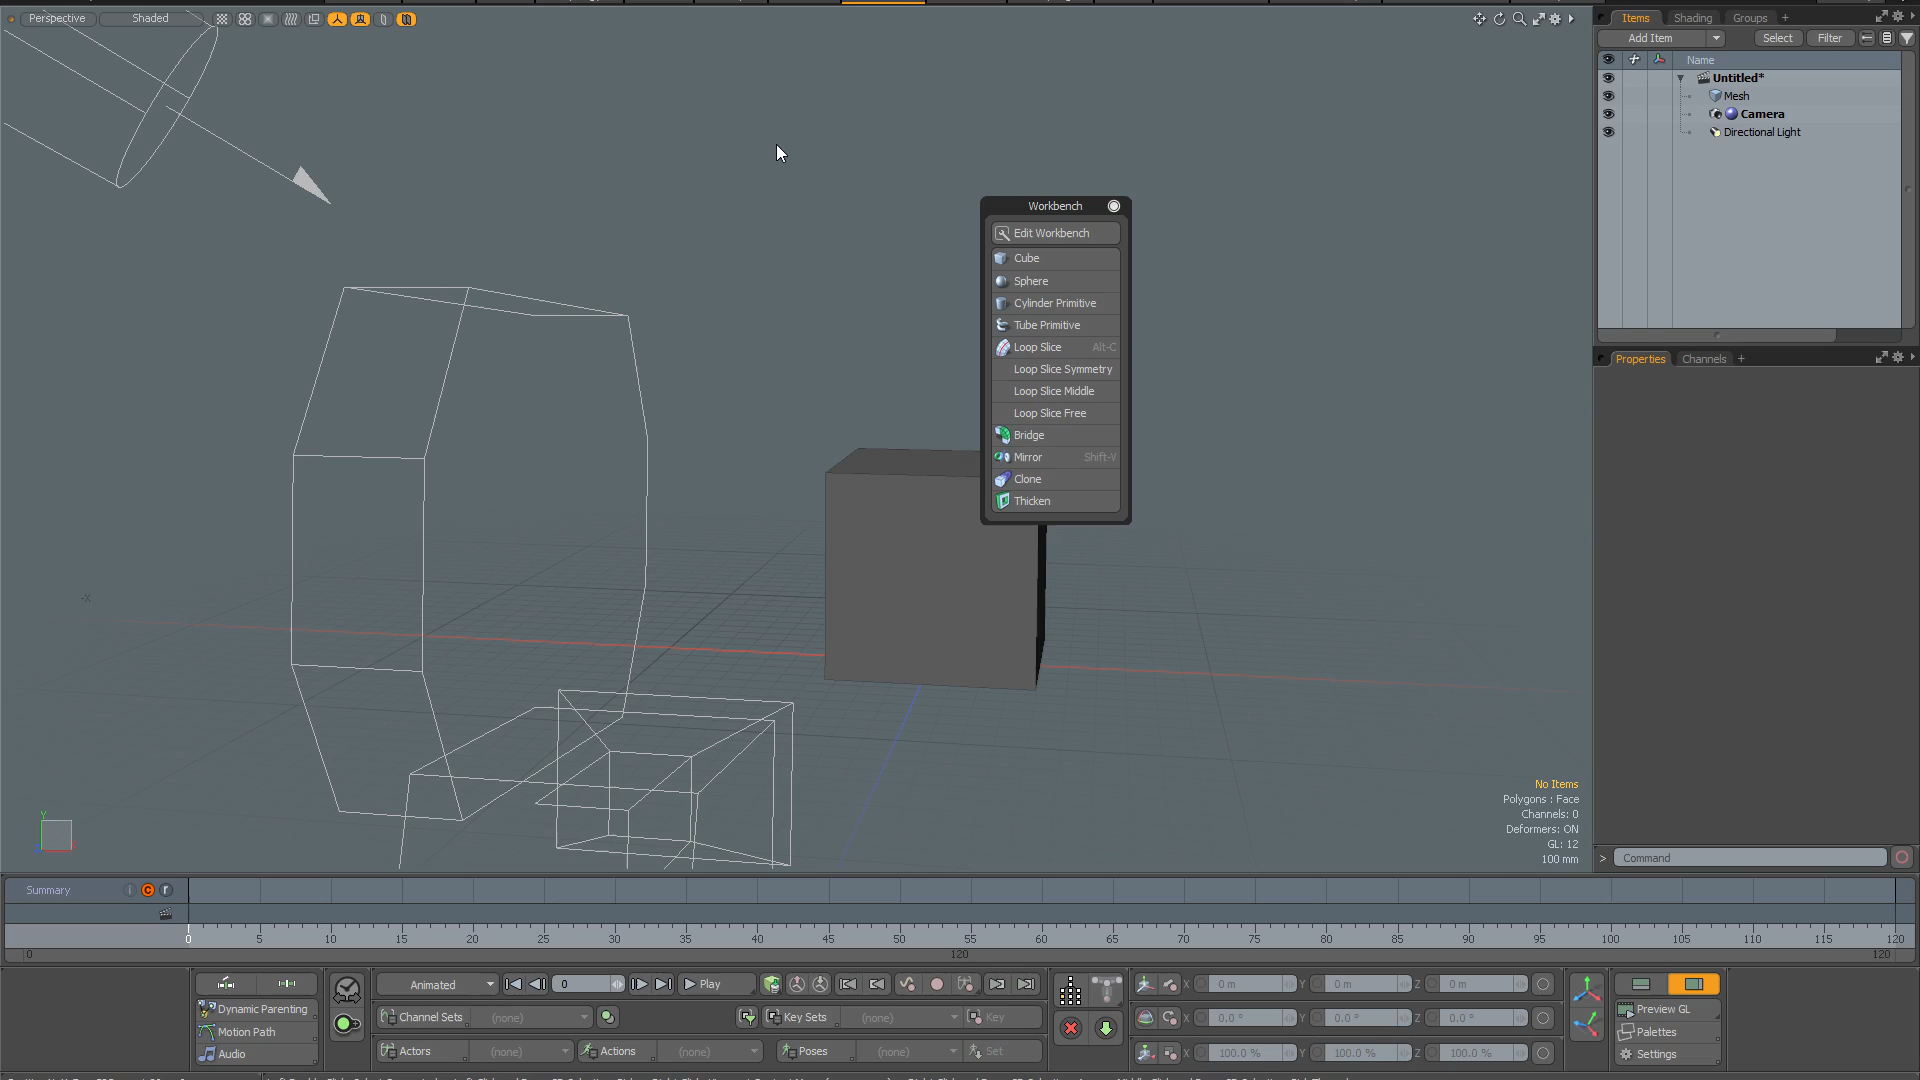 Perspective
Shaded
Items
Shading
Groups
+
Add Item
Select
Filter
Name
Untitled*
Mesh
Camera
Directional Light
Workbench
Edit Workbench
Cube
Sphere
Cylinder Primitive
Tube Primitive
Loop Slice Alt-C
Loop Slice Symmetry
Loop Slice Middle
Loop Slice Free
Bridge
Mirror Shift-V
Clone
Thicken
Properties
Channels
+
-X
Y
No Items
Polygons : Face
Channels: 0
Deformers: ON
GL: 12
100 mm
> Command
Summary
i C r
0 5 10 15 20 25 30 35 40 45 50 55 60 65 70 75 80 85 90 95 100 105 110 115 120
0 120 120
Animated
0
Play
X 0 m Y 0 m Z 0 m
Dynamic Parenting
Preview GL
Channel Sets (none)
Key Sets (none)
Key
0.0 ° 0.0 ° 0.0 °
Motion Path
Palettes
Audio
Actors (none)
Actions (none)
Poses (none)
Set
X 100.0 % Y 100.0 % Z 100.0 %
Settings